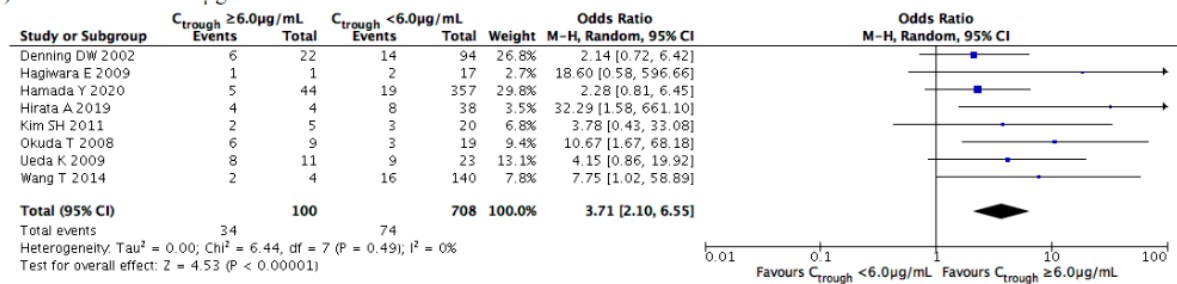 C_trough ≥6.0μg/mL C_trough <6.0μg/mL Odds Ratio Odds Ratio
Study or Subgroup Events Total Events Total Weight M-H, Random, 95% CI M-H, Random, 95% CI
Denning DW 2002 6 22 14 94 26.8% 2.14 [0.72, 6.42]
Hagiwara E 2009 1 1 2 17 2.7% 18.60 [0.58, 596.66]
Hamada Y 2020 5 44 19 357 29.8% 2.28 [0.81, 6.45]
Hirata A 2019 4 4 8 38 3.5% 32.29 [1.58, 661.10]
Kim SH 2011 2 5 3 20 6.8% 3.78 [0.43, 33.08]
Okuda T 2008 6 9 3 19 9.4% 10.67 [1.67, 68.18]
Ueda K 2009 8 11 9 23 13.1% 4.15 [0.86, 19.92]
Wang T 2014 2 4 16 140 7.8% 7.75 [1.02, 58.89]
Total (95% CI) 100 708 100.0% 3.71 [2.10, 6.55]
Total events 34 74
Heterogeneity: Tau² = 0.00; Chi² = 6.44, df = 7 (P = 0.49); I² = 0%
Test for overall effect: Z = 4.53 (P < 0.00001)
0.01 0.1 1 10 100
Favours C_trough <6.0μg/mL Favours C_trough ≥6.0μg/mL